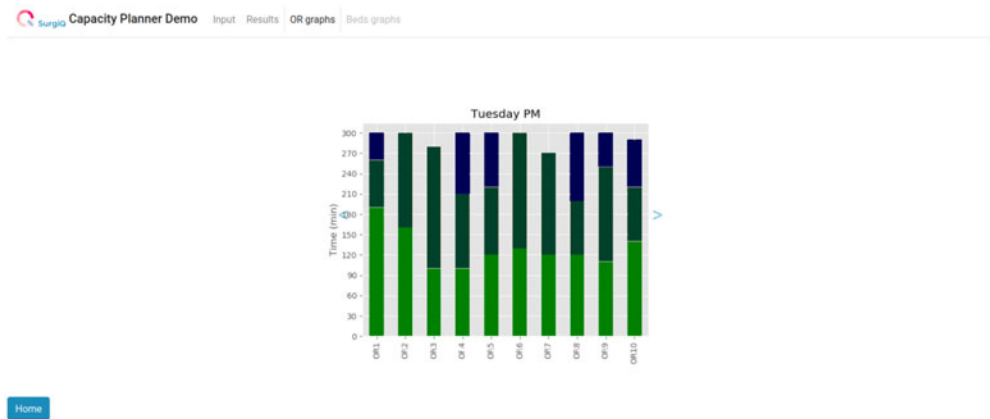 SurgiQ Capacity Planner Demo Input Results OR graphs Beds graphs
Tuesday PM
300
270
240
210
180
150
120
90
60
30
0
Time (min)
<
>
OR1
OR2
OR3
OR4
OR5
OR6
OR7
OR8
OR9
OR10
Home